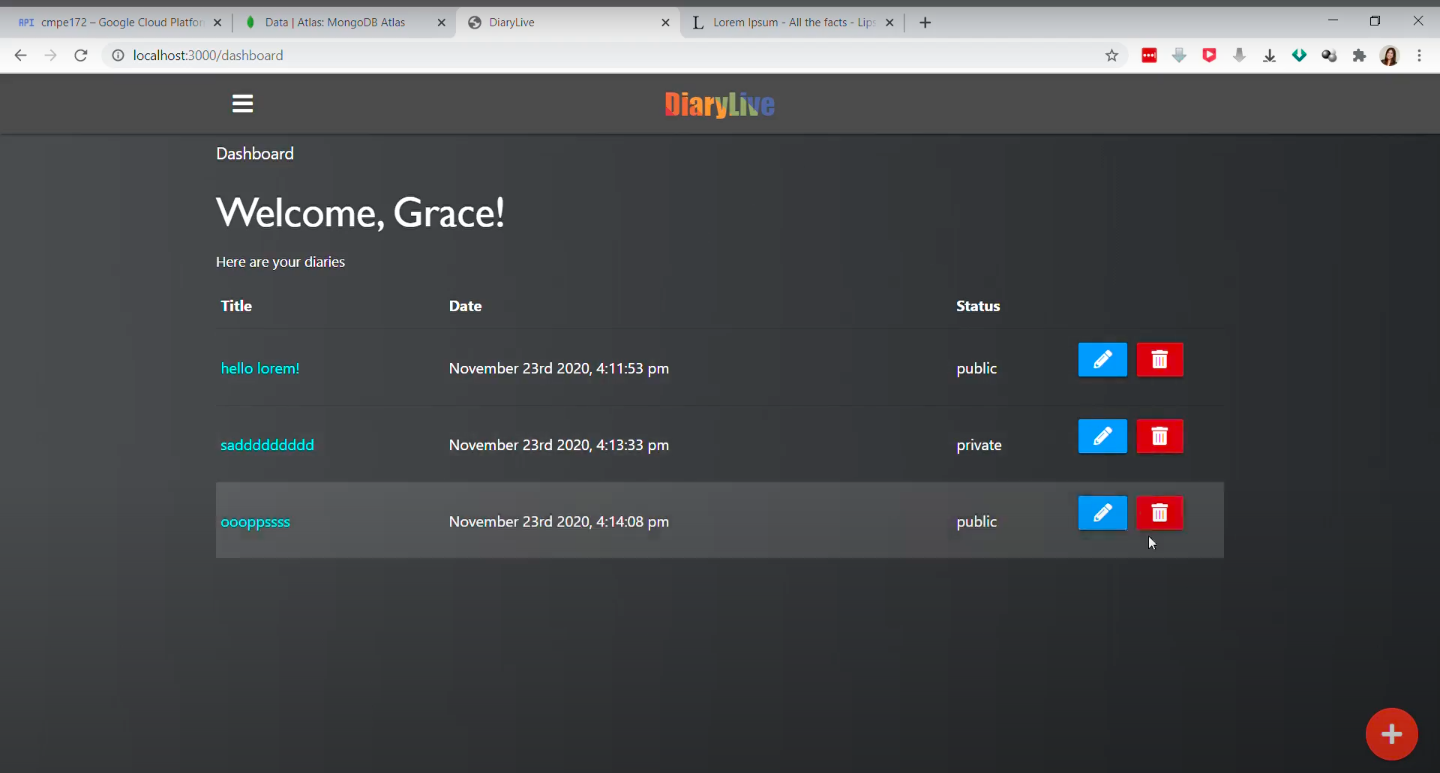 cmpe172 – Google Cloud Platfor
Data | Atlas: MongoDB Atlas
DiaryLive
Lorem Ipsum - All the facts - Lip
localhost:3000/dashboard
DiaryLive
Dashboard
Welcome, Grace!
Here are your diaries
Title Date Status
hello lorem! November 23rd 2020, 4:11:53 pm public
sadddddddddd November 23rd 2020, 4:13:33 pm private
oooppssss November 23rd 2020, 4:14:08 pm public